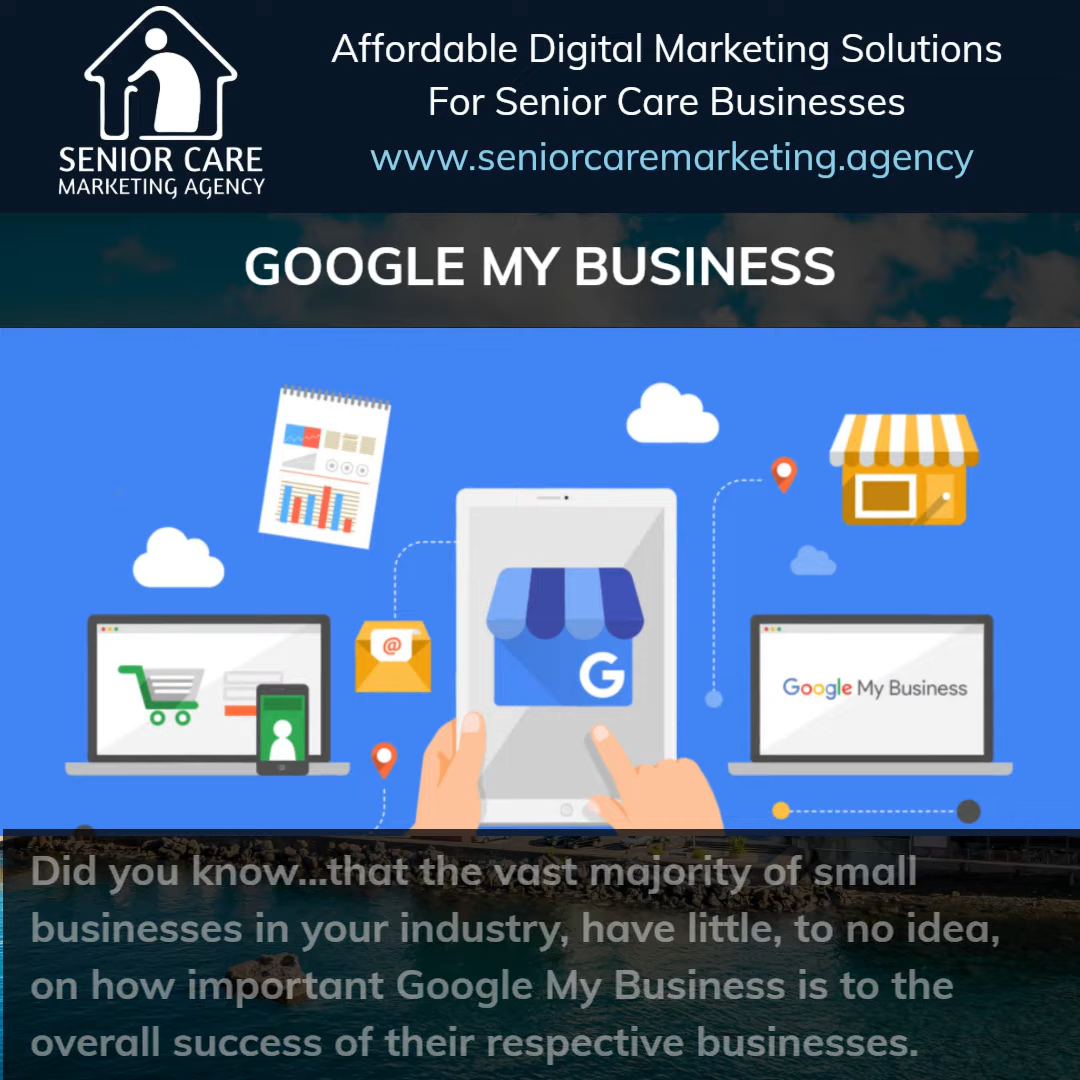 SENIOR CARE
MARKETING AGENCY
Affordable Digital Marketing Solutions
For Senior Care Businesses
www.seniorcaremarketing.agency
GOOGLE MY BUSINESS
@
G
Google My Business
Did you know...that the vast majority of small
businesses in your industry, have little, to no idea,
on how important Google My Business is to the
overall success of their respective businesses.